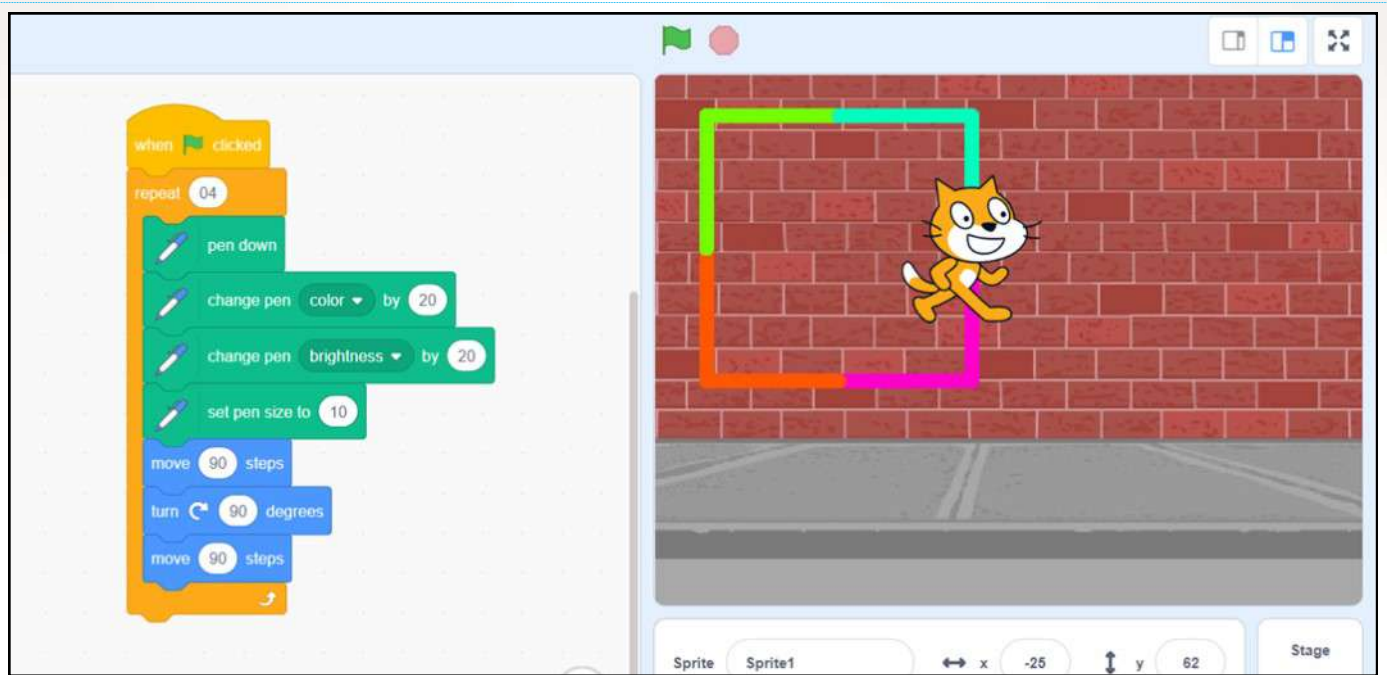 when clicked
repeat 04
pen down
change pen color by 20
change pen brightness by 20
set pen size to 10
move 90 steps
turn 90 degrees
move 90 steps
Sprite Sprite1 x -25 y 62
Stage